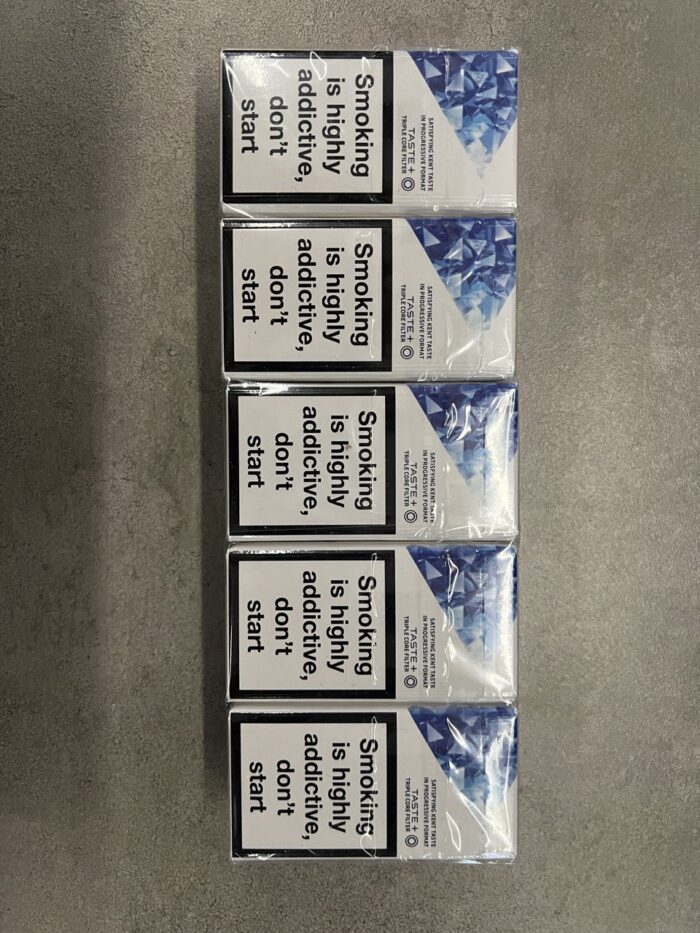 Smoking
is highly
addictive,
don't
start
SATISFYING KENT TASTE
IN PROGRESSIVE FORMAT
TASTE+
TRIPLE CORE FILTER
Smoking
is highly
addictive,
don't
start
SATISFYING KENT TASTE
IN PROGRESSIVE FORMAT
TASTE+
TRIPLE CORE FILTER
Smoking
is highly
addictive,
don't
start
SATISFYING KENT TASTE
IN PROGRESSIVE FORMAT
TASTE+
TRIPLE CORE FILTER
Smoking
is highly
addictive,
don't
start
SATISFYING KENT TASTE
IN PROGRESSIVE FORMAT
TASTE+
TRIPLE CORE FILTER
Smoking
is highly
addictive,
don't
start
SATISFYING KENT TASTE
IN PROGRESSIVE FORMAT
TASTE+
TRIPLE CORE FILTER